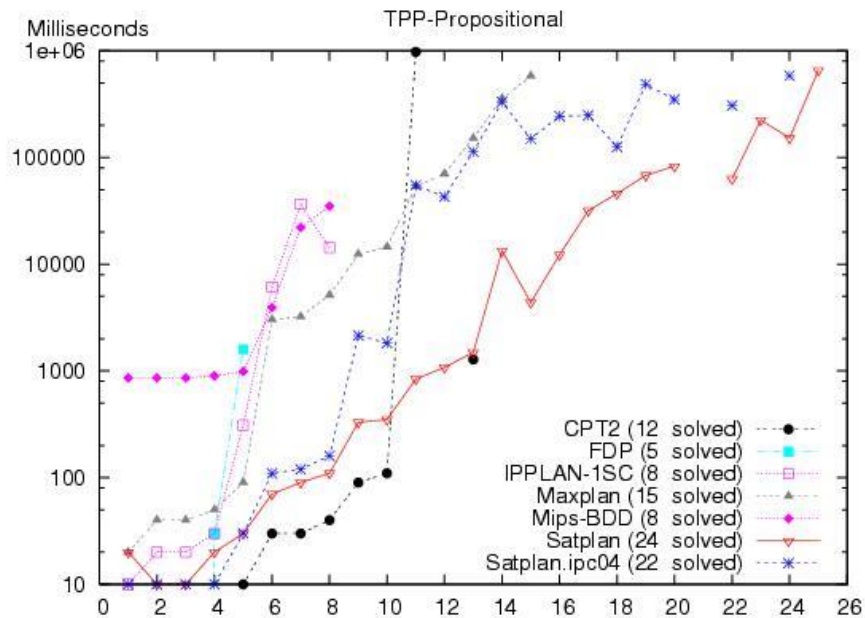 TPP-Propositional
Milliseconds
1e+06
100000
10000
1000
100
10
CPT2 (12 solved)
FDP (5 solved)
IPPLAN-1SC (8 solved)
Maxplan (15 solved)
Mips-BDD (8 solved)
Satplan (24 solved)
Satplan.ipc04 (22 solved)
0 2 4 6 8 10 12 14 16 18 20 22 24 26